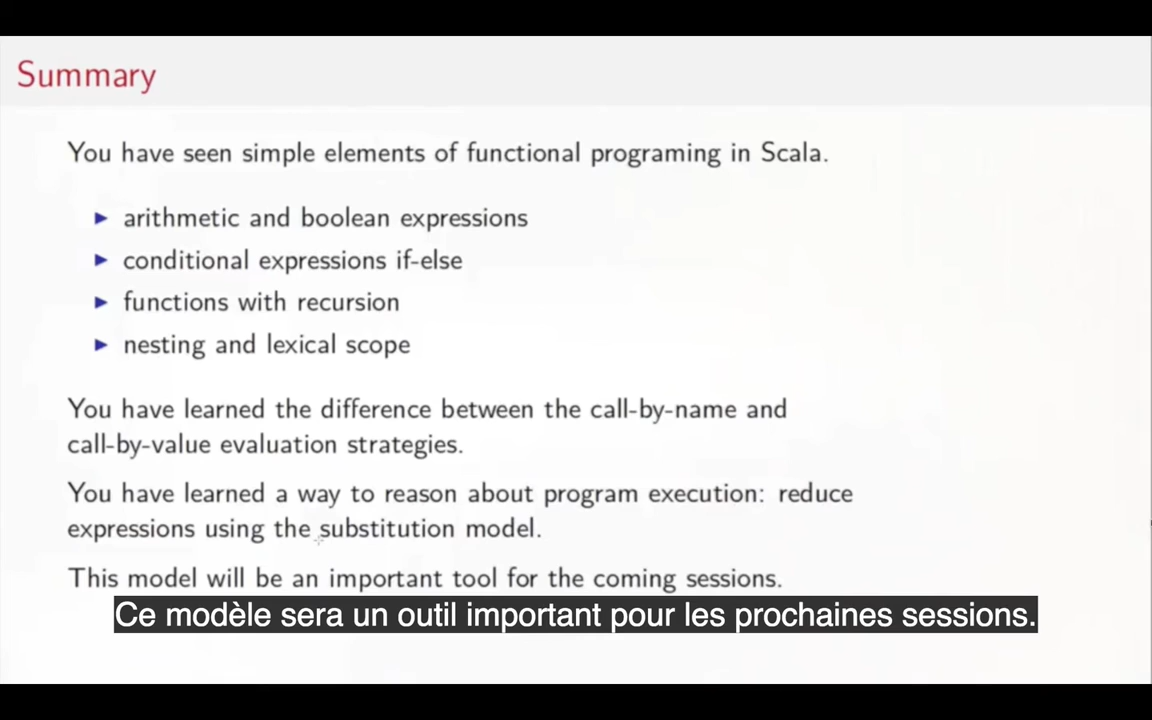 Summary
You have seen simple elements of functional programing in Scala.
▶ arithmetic and boolean expressions
▶ conditional expressions if-else
▶ functions with recursion
▶ nesting and lexical scope
You have learned the difference between the call-by-name and
call-by-value evaluation strategies.
You have learned a way to reason about program execution: reduce
expressions using the substitution model.
This model will be an important tool for the coming sessions.
Ce modèle sera un outil important pour les prochaines sessions.